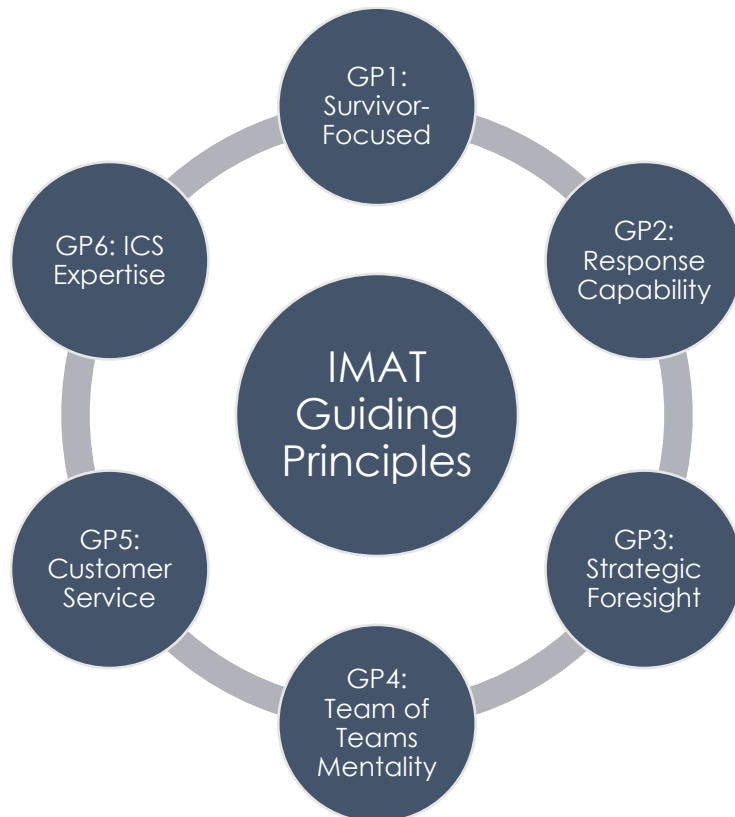 GP1:
Survivor-
Focused
GP2:
Response
Capability
GP3:
Strategic
Foresight
GP4:
Team of
Teams
Mentality
GP5:
Customer
Service
GP6: ICS
Expertise
IMAT
Guiding
Principles